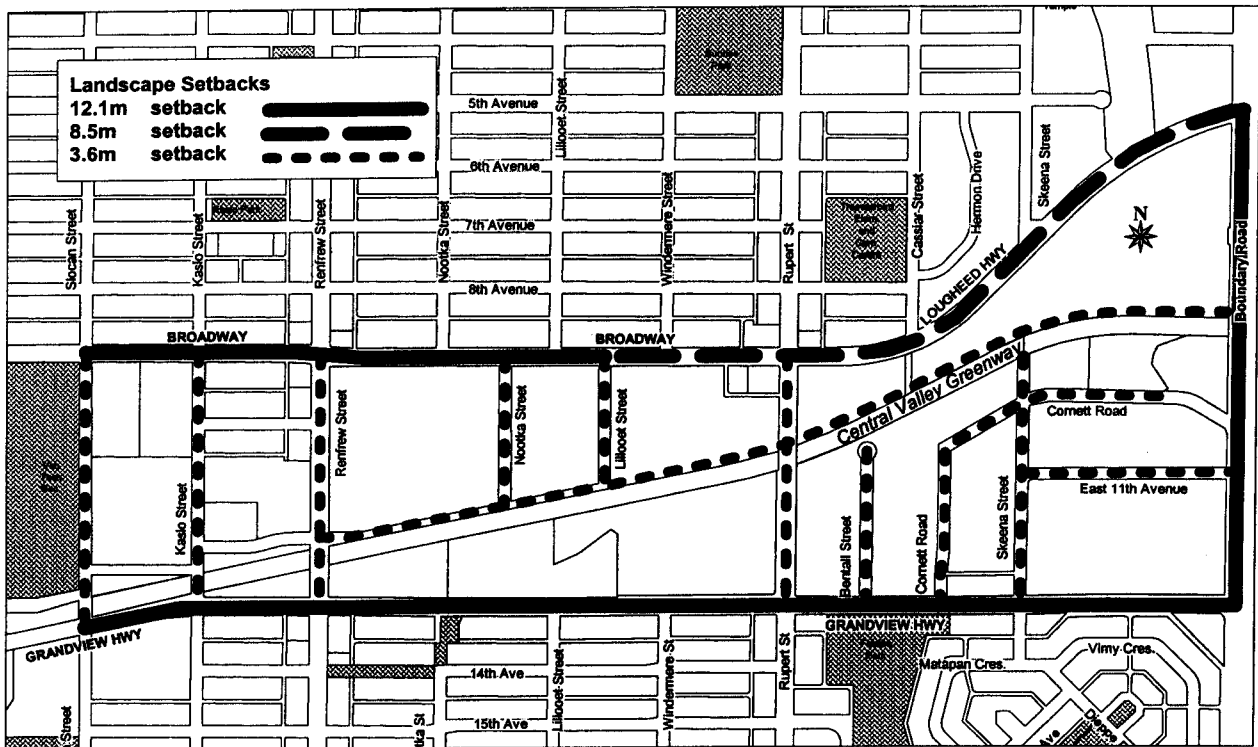 Landscape Setbacks
12.1m setback
8.5m setback
3.6m setback
5th Avenue
6th Avenue
7th Avenue
8th Avenue
Slocan Street
Kaslo Street
Renfrew Street
Nootka Street
Lillooet Street
Windermere Street
Rupert St
Cassiar Street
Hermon Drive
Skeena Street
N
LOUGHEED HWY
Boundary Road
BROADWAY
BROADWAY
Kaslo Street
Renfrew Street
Nootka Street
Lillooet Street
Central Valley Greenway
Bentall Street
Cornett Road
Skeena Street
Cornett Road
East 11th Avenue
GRANDVIEW HWY
GRANDVIEW HWY
14th Ave
15th Ave
Lillooet Street
Windermere St
Rupert St
Matapan Cres.
Vimy Cres.
Dieppe
Ave
Street
tka St